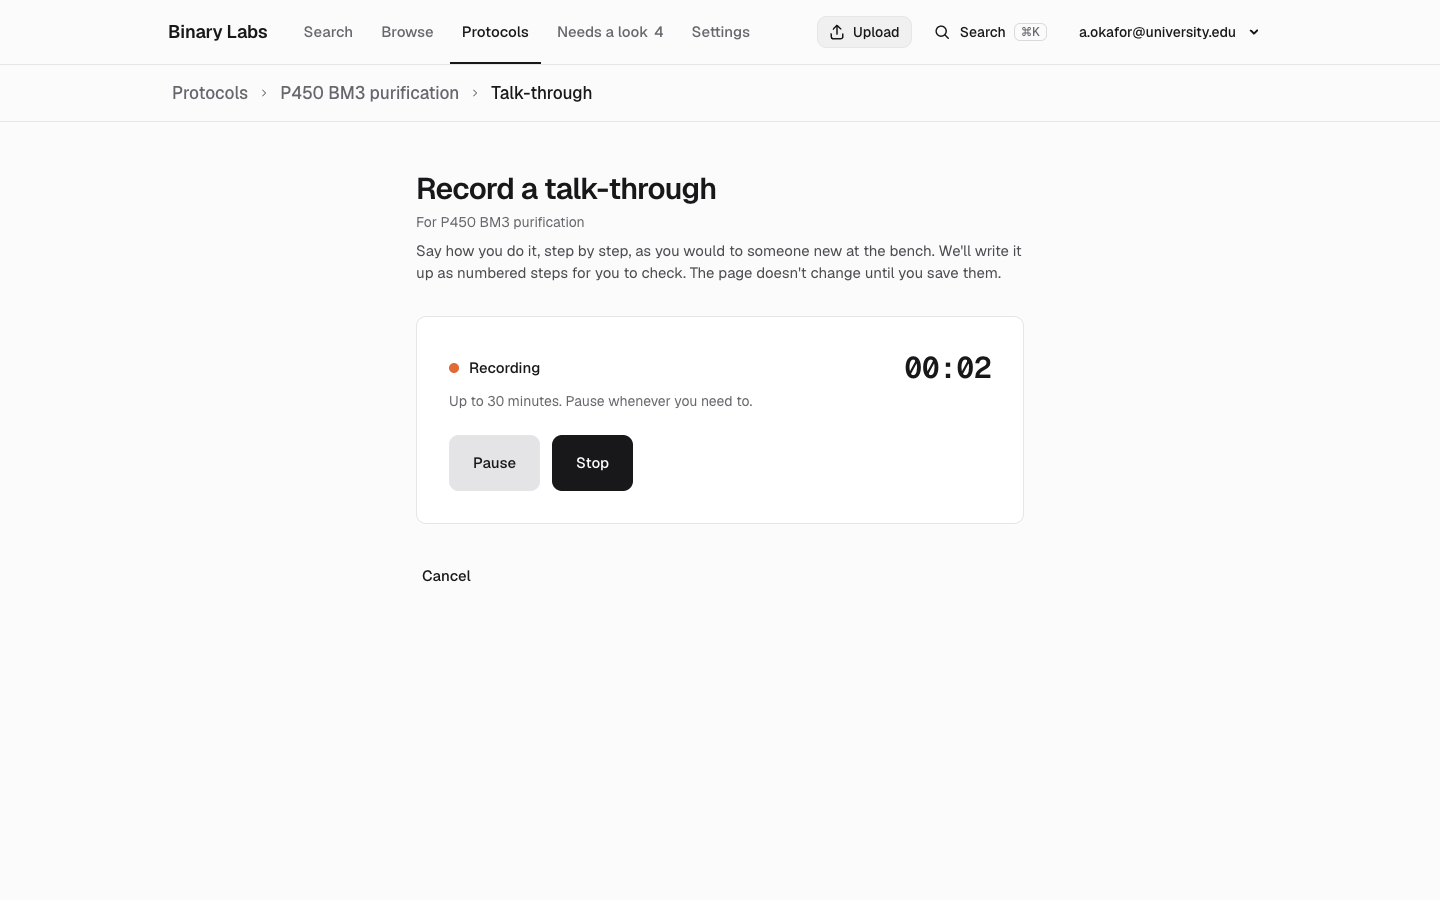 Binary Labs Search Browse Protocols Needs a look 4 Settings Upload Search ⌘K a.okafor@university.edu
Protocols › P450 BM3 purification › Talk-through
Record a talk-through
For P450 BM3 purification
Say how you do it, step by step, as you would to someone new at the bench. We'll write it
up as numbered steps for you to check. The page doesn't change until you save them.
Recording 00:02
Up to 30 minutes. Pause whenever you need to.
Pause Stop
Cancel